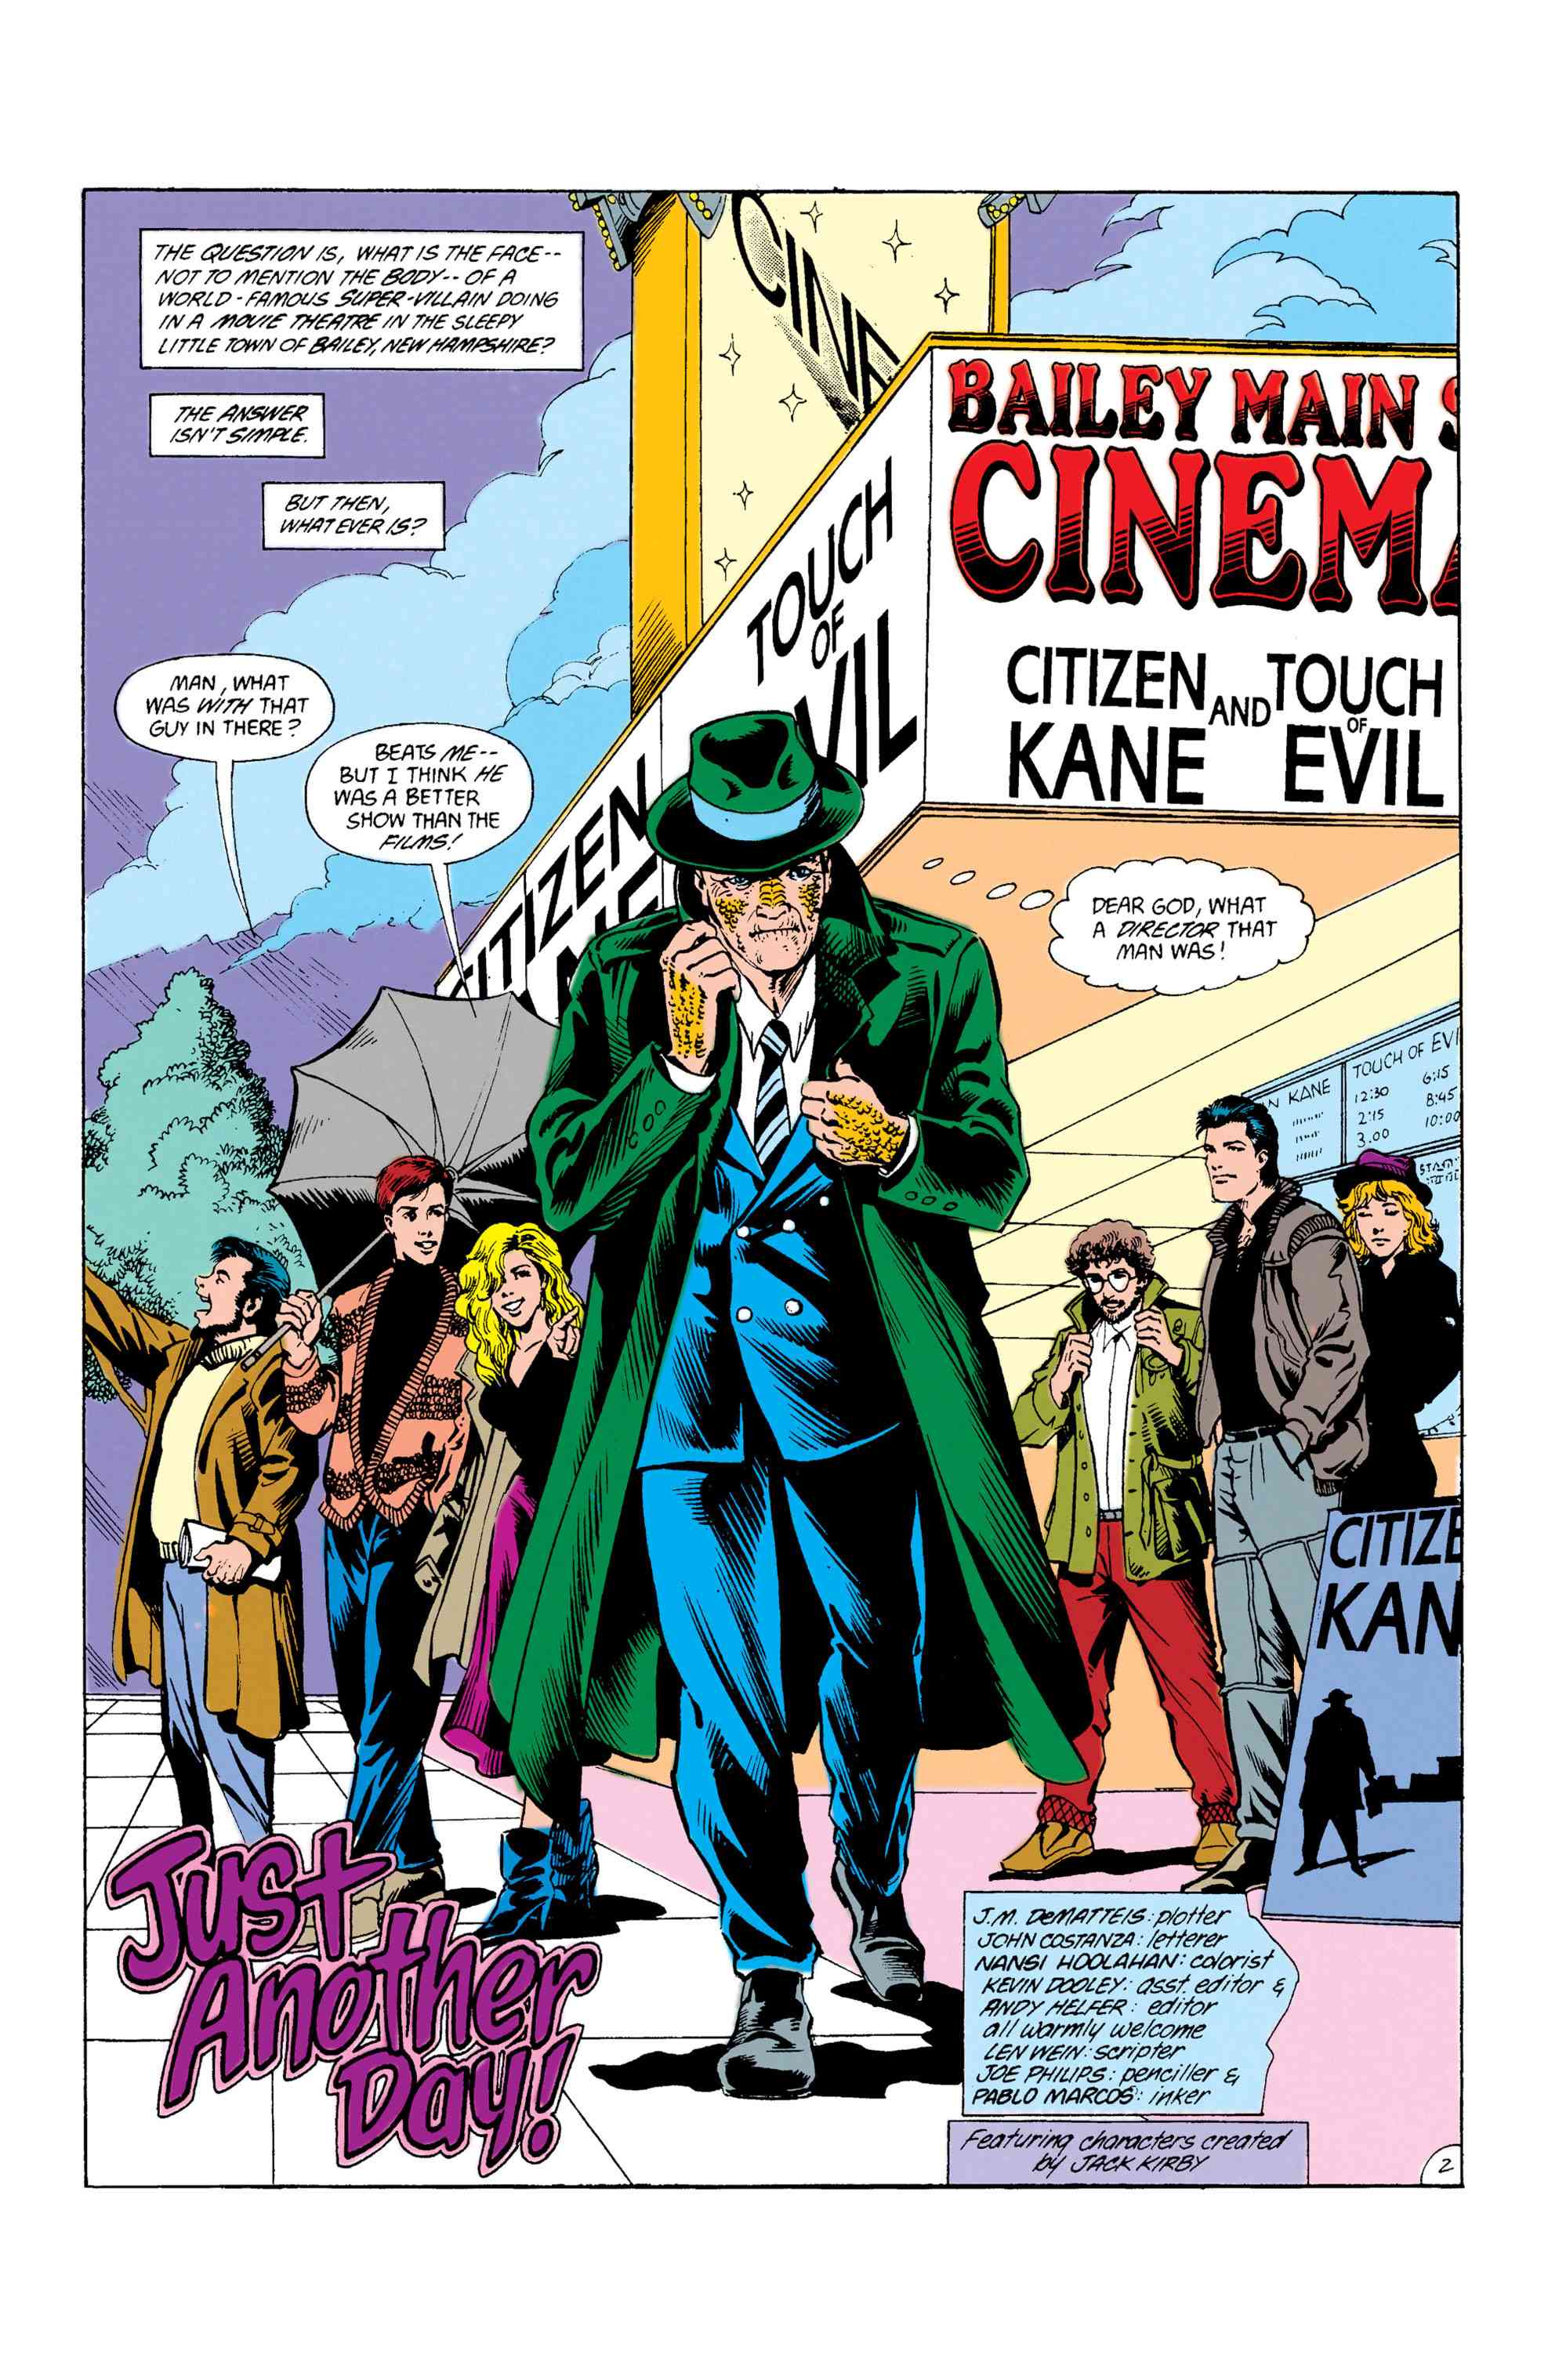 THE QUESTION IS, WHAT IS THE FACE--
NOT TO MENTION THE BODY-- OF A
WORLD-FAMOUS SUPER-VILLAIN DOING
IN A MOVIE THEATRE IN THE SLEEPY
LITTLE TOWN OF BAILEY, NEW HAMPSHIRE?
THE ANSWER
ISN'T SIMPLE.
BUT THEN,
WHAT EVER IS?
CINA
BAILEY MAIN S
CINEMA
CITIZEN AND TOUCH
KANE OF EVIL
TOUCH
OF
EVIL
CITIZEN
MAN, WHAT
WAS WITH THAT
GUY IN THERE?
BEATS ME--
BUT I THINK HE
WAS A BETTER
SHOW THAN THE
FILMS!
DEAR GOD, WHAT
A DIRECTOR THAT
MAN WAS!
N KANE
TOUCH OF EVI
12:30 6:15
2:15 8:45
3.00 10:00
CITIZE
KAN
Just
Another
Day!
J.M. DeMATTEIS: plotter
JOHN COSTANZA: letterer
NANSI HOOLAHAN: colorist
KEVIN DOOLEY: asst. editor &
ANDY HELFER: editor
all warmly welcome
LEN WEIN: scripter
JOE PHILIPS: penciller &
PABLO MARCOS: inker
Featuring characters created
by JACK KIRBY
2